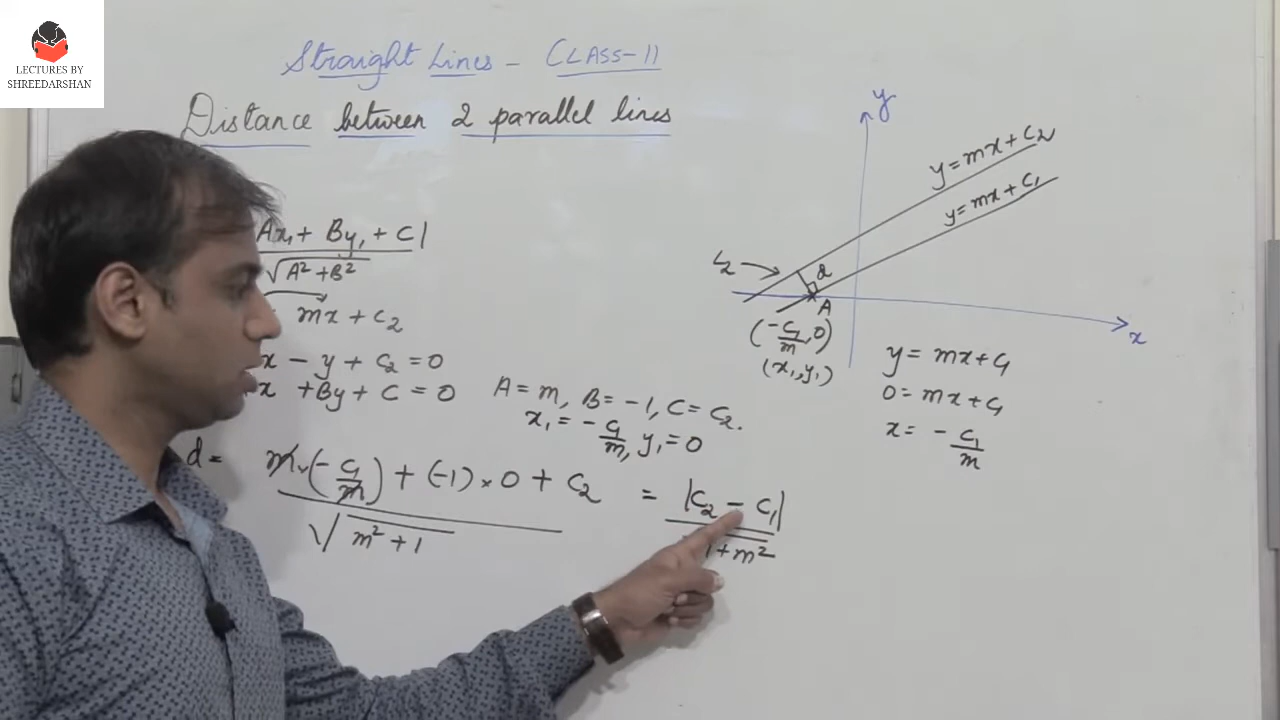 LECTURES BY
SHREEDARSHAN
Straight Lines - CLASS-11
Distance between 2 parallel lines
Ax₁ + By₁ + C|
√A² + B²
mx + C₂
x - y + C₂ = 0
x + By + C = 0
A = m, B = -1, C = C₂.
x₁ = -C₁/m, y₁ = 0
d = m×(-C₁/m) + (-1) × 0 + C₂
√m² + 1
= |C₂ - C₁|
1 + m²
y
y = mx + C₂
y = mx + C₁
L₂
d
A
x
(-C₁/m, 0)
(x₁, y₁)
y = mx + C₁
0 = mx + C₁
x = -C₁/m